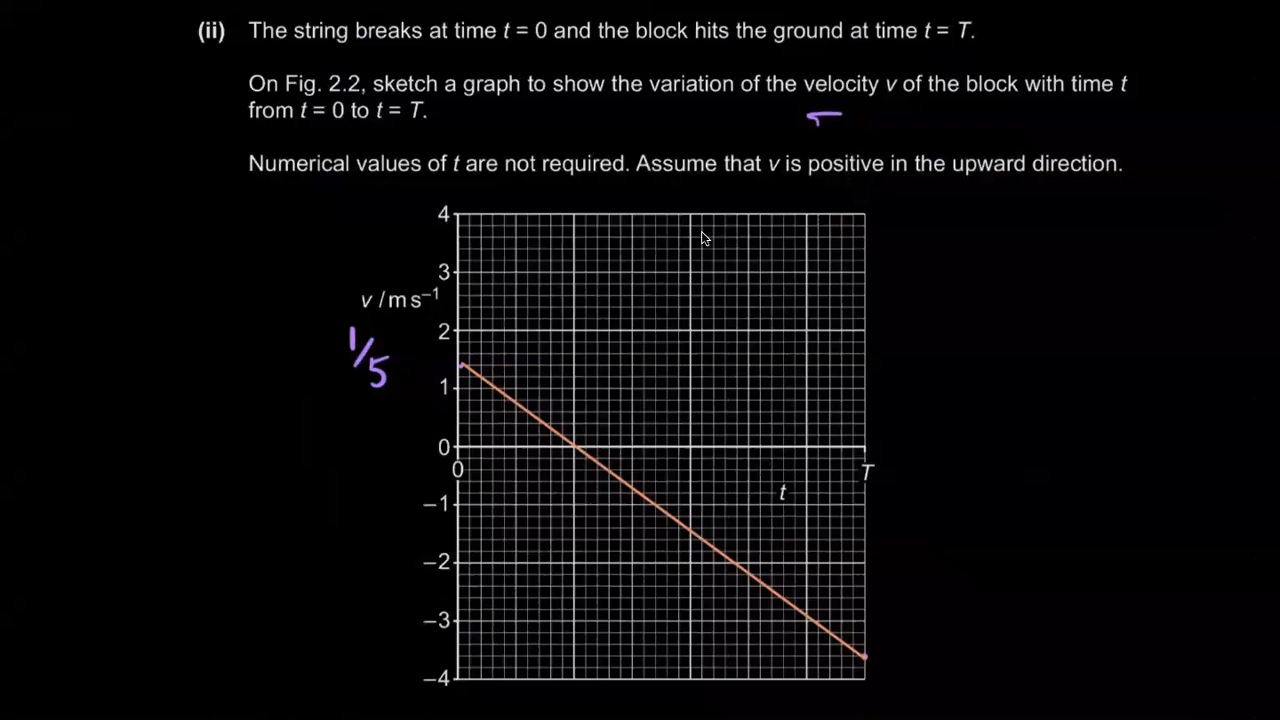 (ii) The string breaks at time t = 0 and the block hits the ground at time t = T.
On Fig. 2.2, sketch a graph to show the variation of the velocity v of the block with time t
from t = 0 to t = T.
Numerical values of t are not required. Assume that v is positive in the upward direction.
4
3
v / m s⁻¹
2
1/5
1
0
0
T
t
−1
−2
−3
−4